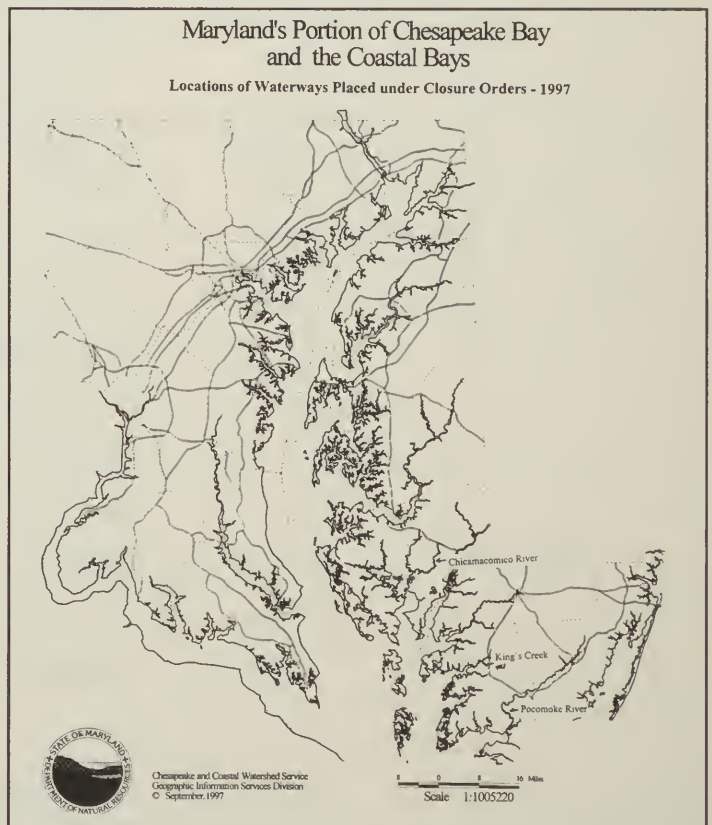 Maryland's Portion of Chesapeake Bay
and the Coastal Bays
Locations of Waterways Placed under Closure Orders - 1997
Chicamacomico River
King's Creek
Pocomoke River
STATE OF MARYLAND
DEPARTMENT OF NATURAL RESOURCES
Chesapeake and Coastal Watershed Service
Geographic Information Services Division
© September, 1997
8 0 8 16 Miles
Scale 1:1005220